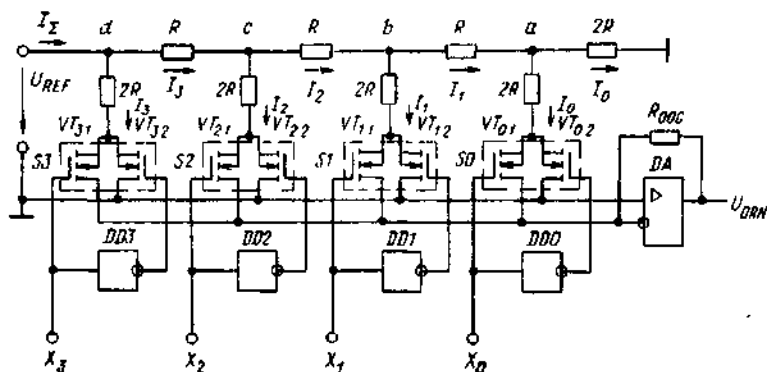 I_Σ d R c R b R a 2R
I_3 I_2 I_1 I_0
U_REF 2R 2R 2R 2R
I_3 I_2 I_1 I_0 R_OOC
VT_31 VT_32 VT_21 VT_22 VT_11 VT_12 VT_01 VT_02 DA
S3 S2 S1 S0
▷ U_ORN
DD3 DD2 DD1 DD0
X_3 X_2 X_1 X_0